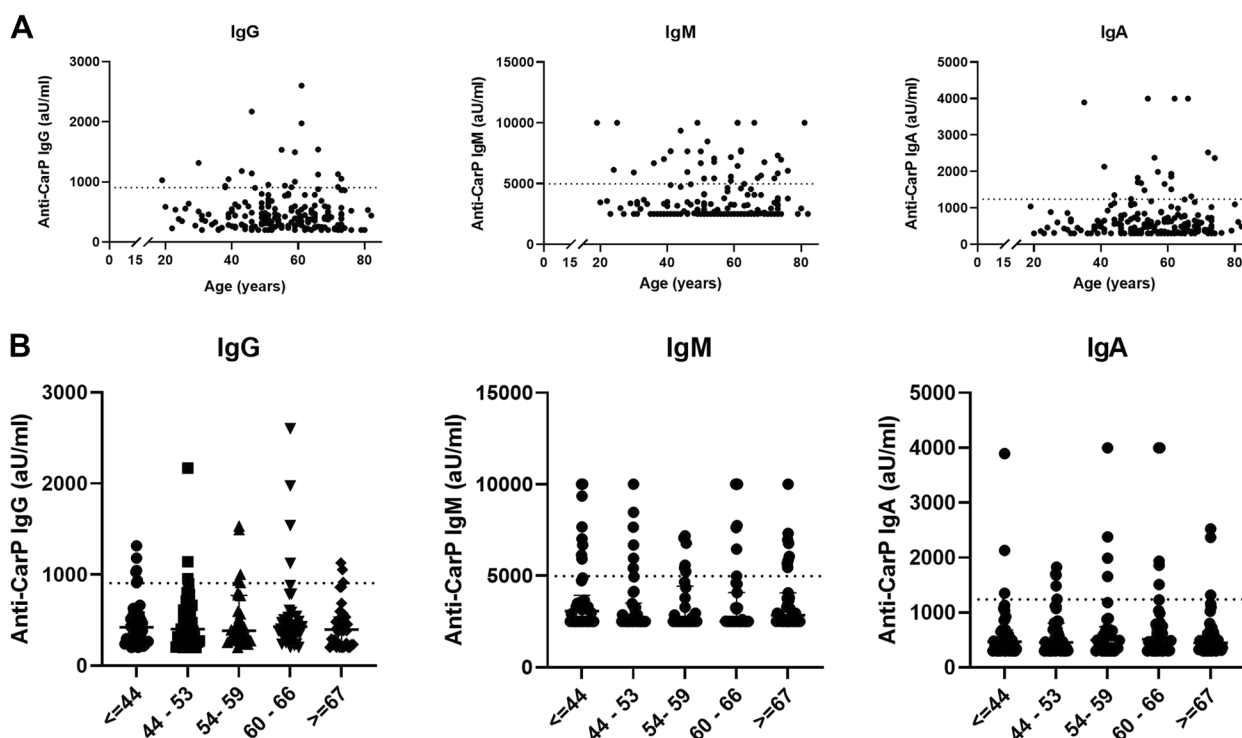 A
IgG
Anti-CarP IgG (aU/ml)
3000
2000
1000
0
0 15 20 40 60 80
Age (years)
IgM
Anti-CarP IgM (aU/ml)
15000
10000
5000
0
0 15 20 40 60 80
Age (years)
IgA
Anti-CarP IgA (aU/ml)
5000
4000
3000
2000
1000
0
0 15 20 40 60 80
Age (years)
B
IgG
Anti-CarP IgG (aU/ml)
3000
2000
1000
0
<=44 44 - 53 54- 59 60 - 66 >=67
IgM
Anti-CarP IgM (aU/ml)
15000
10000
5000
0
<=44 44 - 53 54- 59 60 - 66 >=67
IgA
Anti-CarP IgA (aU/ml)
5000
4000
3000
2000
1000
0
<=44 44 - 53 54- 59 60 - 66 >=67